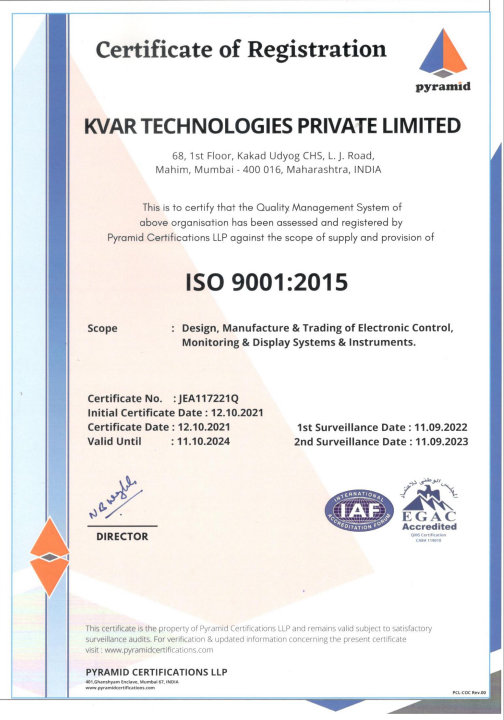 Certificate of Registration
pyramid
KVAR TECHNOLOGIES PRIVATE LIMITED
68, 1st Floor, Kakad Udyog CHS, L. J. Road,
Mahim, Mumbai - 400 016, Maharashtra, INDIA
This is to certify that the Quality Management System of
above organisation has been assessed and registered by
Pyramid Certifications LLP against the scope of supply and provision of
ISO 9001:2015
Scope : Design, Manufacture & Trading of Electronic Control,
Monitoring & Display Systems & Instruments.
Certificate No. : JEA117221Q
Initial Certificate Date : 12.10.2021
Certificate Date : 12.10.2021 1st Surveillance Date : 11.09.2022
Valid Until : 11.10.2024 2nd Surveillance Date : 11.09.2023
DIRECTOR
INTERNATIONAL
IAF
ACCREDITATION FORUM
EGAC
Accredited
QMS Certification
This certificate is the property of Pyramid Certifications LLP and remains valid subject to satisfactory
surveillance audits. For verification & updated information concerning the present certificate
visit : www.pyramidcertifications.com
PYRAMID CERTIFICATIONS LLP
401,Ghanshyam Enclave, Mumbai 67, INDIA
www.pyramidcertifications.com
PCL-COC Rev.00